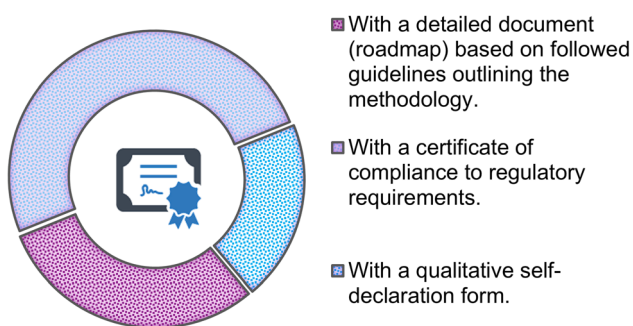 With a detailed document
(roadmap) based on followed
guidelines outlining the
methodology.
With a certificate of
compliance to regulatory
requirements.
With a qualitative self-
declaration form.